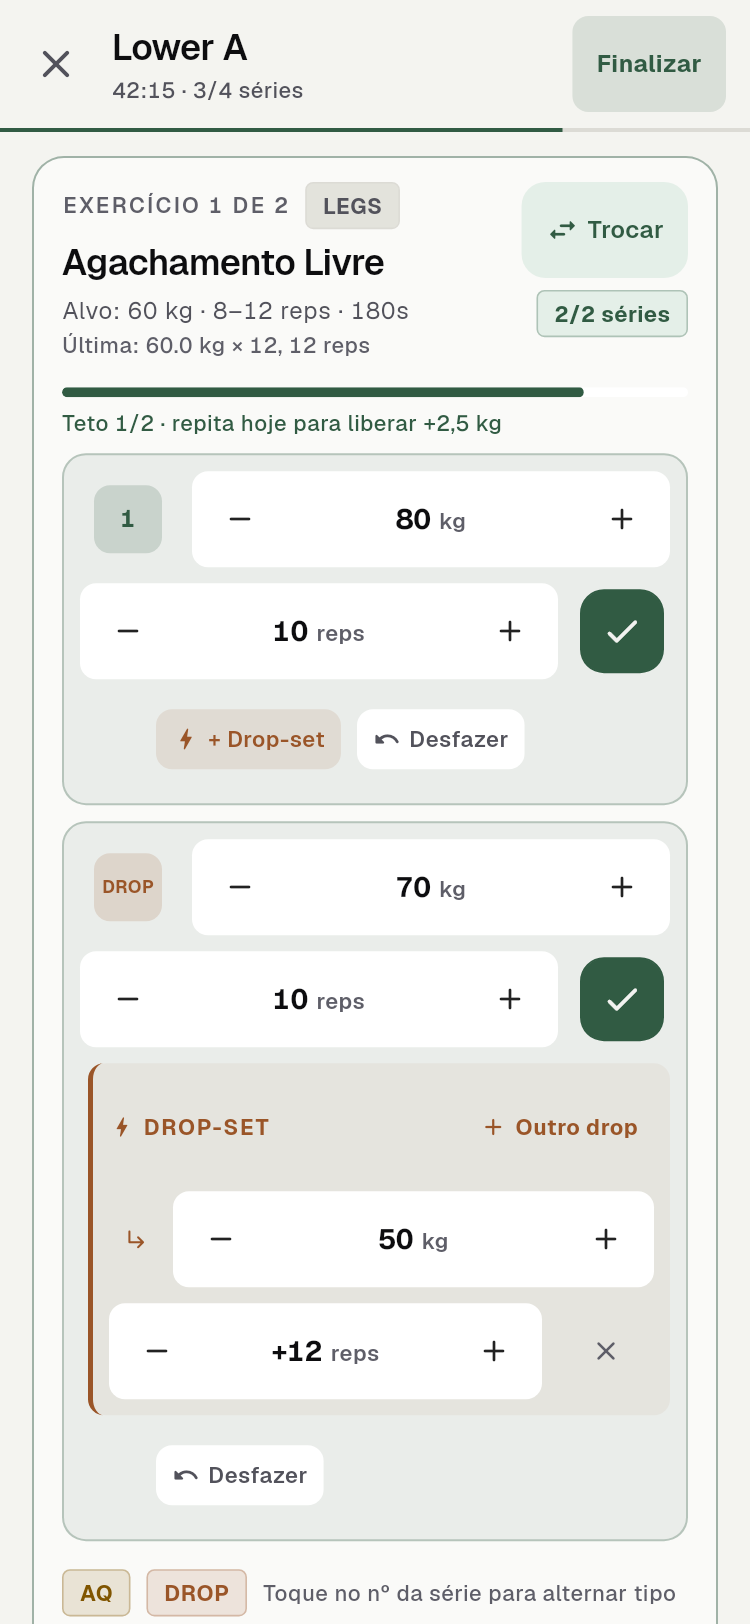 Lower A
42:15 · 3/4 séries
Finalizar
EXERCÍCIO 1 DE 2
LEGS
Trocar
Agachamento Livre
2/2 séries
Alvo: 60 kg · 8–12 reps · 180s
Última: 60.0 kg × 12, 12 reps
Teto 1/2 · repita hoje para liberar +2,5 kg
1
− 80 kg +
− 10 reps +
+ Drop-set
Desfazer
DROP
− 70 kg +
− 10 reps +
DROP-SET
+ Outro drop
− 50 kg +
− +12 reps +
Desfazer
AQ
DROP
Toque no nº da série para alternar tipo